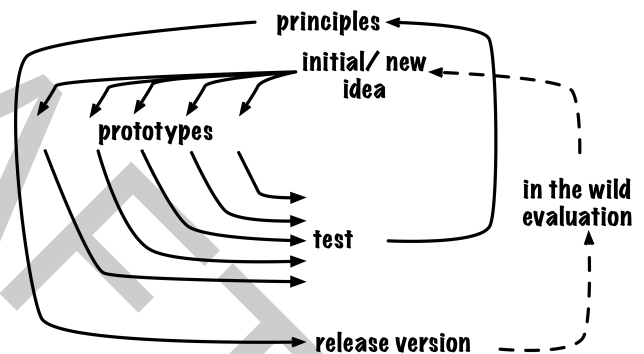 principles
initial/ new
idea
prototypes
test
in the wild
evaluation
release version